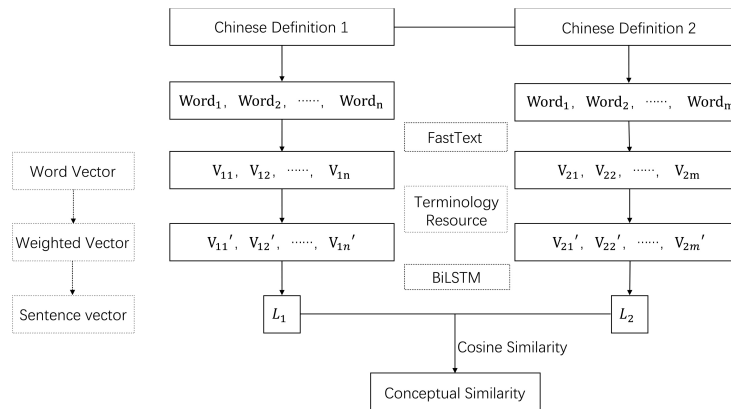 Chinese Definition 1
Chinese Definition 2
Word₁, Word₂, ······, Wordₙ
Word₁, Word₂, ······, Wordₘ
FastText
Word Vector
V₁₁, V₁₂, ······, V₁ₙ
V₂₁, V₂₂, ······, V₂ₘ
Terminology
Resource
Weighted Vector
V₁₁′, V₁₂′, ······, V₁ₙ′
V₂₁′, V₂₂′, ······, V₂ₘ′
BiLSTM
Sentence vector
L₁
L₂
Cosine Similarity
Conceptual Similarity